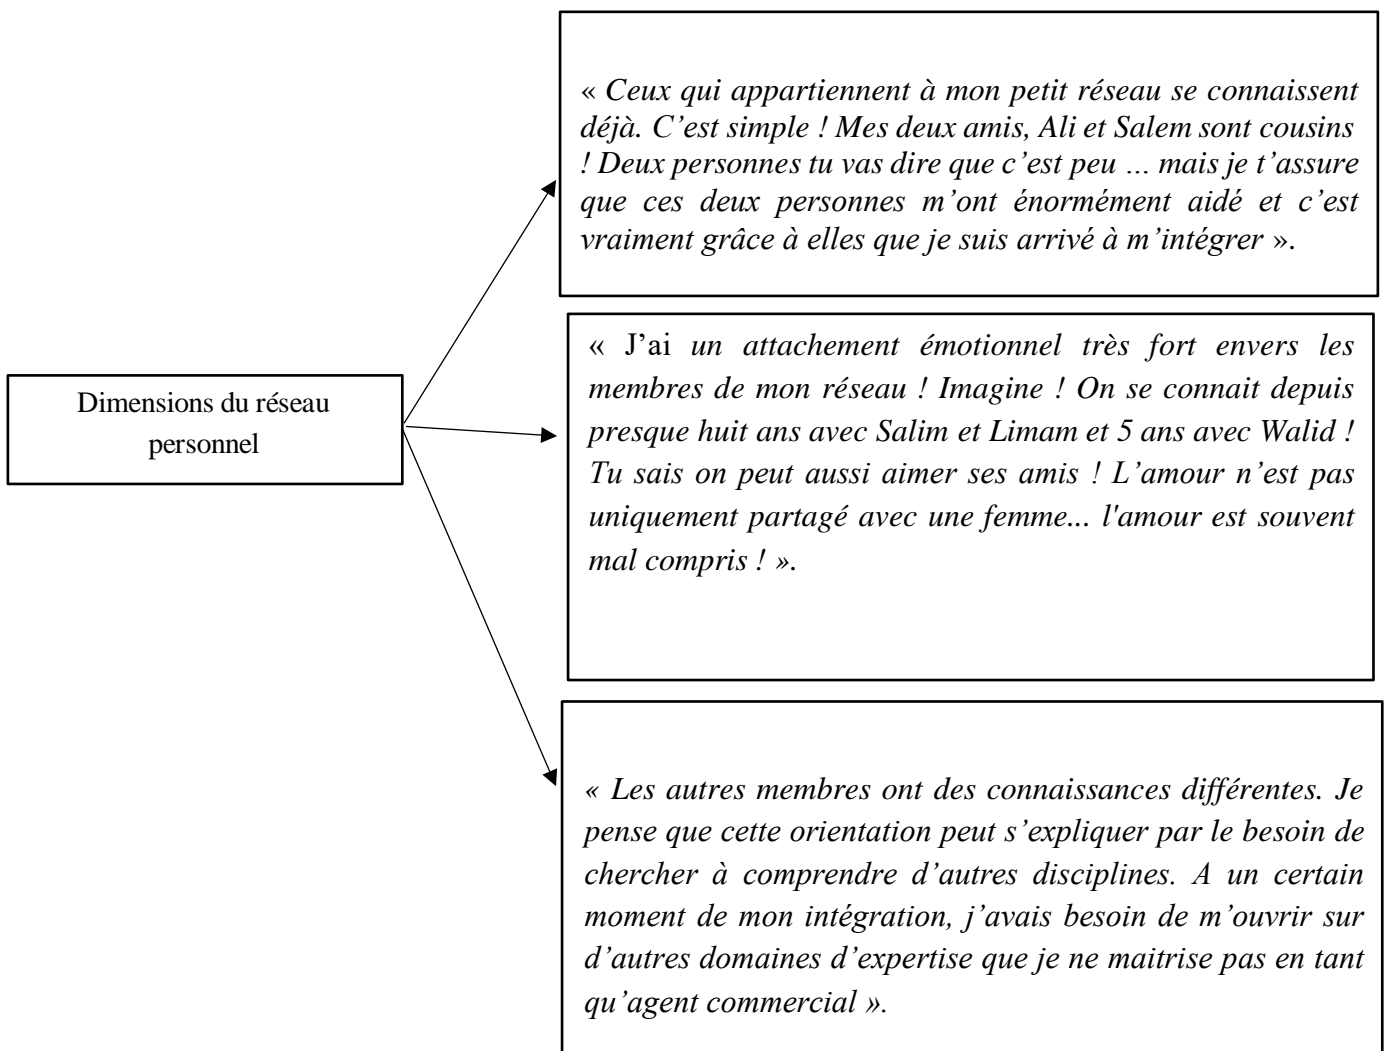 « Ceux qui appartiennent à mon petit réseau se connaissent
déjà. C’est simple ! Mes deux amis, Ali et Salem sont cousins
! Deux personnes tu vas dire que c’est peu … mais je t’assure
que ces deux personnes m’ont énormément aidé et c’est
vraiment grâce à elles que je suis arrivé à m’intégrer ».
« J’ai un attachement émotionnel très fort envers les
membres de mon réseau ! Imagine ! On se connait depuis
presque huit ans avec Salim et Limam et 5 ans avec Walid !
Tu sais on peut aussi aimer ses amis ! L’amour n’est pas
uniquement partagé avec une femme... l'amour est souvent
mal compris ! ».
Dimensions du réseau
personnel
« Les autres membres ont des connaissances différentes. Je
pense que cette orientation peut s’expliquer par le besoin de
chercher à comprendre d’autres disciplines. A un certain
moment de mon intégration, j’avais besoin de m’ouvrir sur
d’autres domaines d’expertise que je ne maitrise pas en tant
qu’agent commercial ».